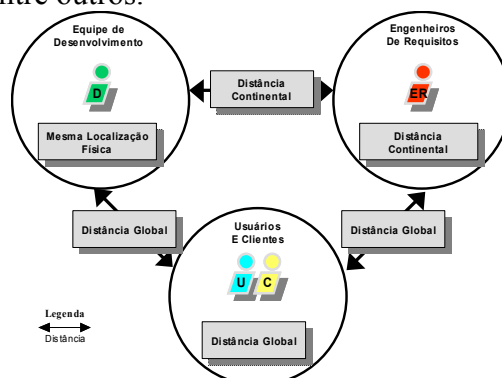 ntre outros.
Equipe de
Desenvolvimento
D
Mesma Localização
Física
Distância
Continental
Engenheiros
De Requisitos
ER
Distância
Continental
Distância Global
Distância Global
Usuários
E Clientes
U C
Distância Global
Legenda
Distância